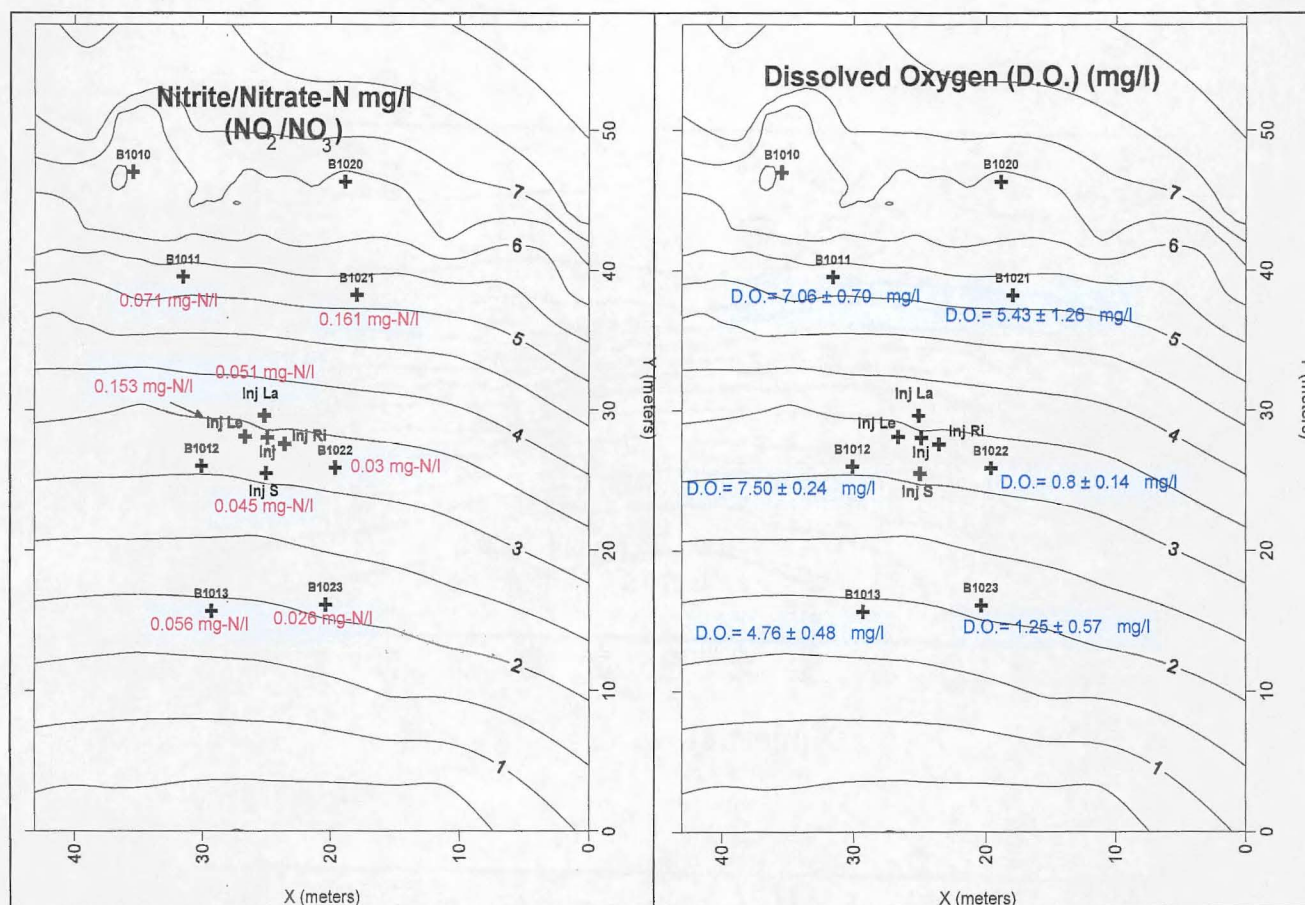 Nitrite/Nitrate-N mg/l
(NO2/NO3)
B1010
B1020
7
6
B1011
B1021
0.071 mg-N/l
0.161 mg-N/l
5
0.051 mg-N/l
0.153 mg-N/l
Inj La
Inj Le
Inj Ri
4
B1012
Inj
B1022
0.03 mg-N/l
Inj S
0.045 mg-N/l
3
B1013
B1023
0.056 mg-N/l
0.026 mg-N/l
2
1
50
40
30
20
10
0
Y (meters)
40
30
20
10
X (meters)
Dissolved Oxygen (D.O.) (mg/l)
B1010
B1020
7
6
B1011
B1021
D.O.= 7.06 ± 0.70 mg/l
D.O.= 5.43 ± 1.26 mg/l
5
Inj La
Inj Le
Inj Ri
4
B1012
Inj
B1022
D.O.= 7.50 ± 0.24 mg/l
D.O.= 0.8 ± 0.14 mg/l
Inj S
3
B1013
B1023
D.O.= 4.76 ± 0.48 mg/l
D.O.= 1.25 ± 0.57 mg/l
2
1
50
40
30
20
10
0
40
30
20
10
0
X (meters)